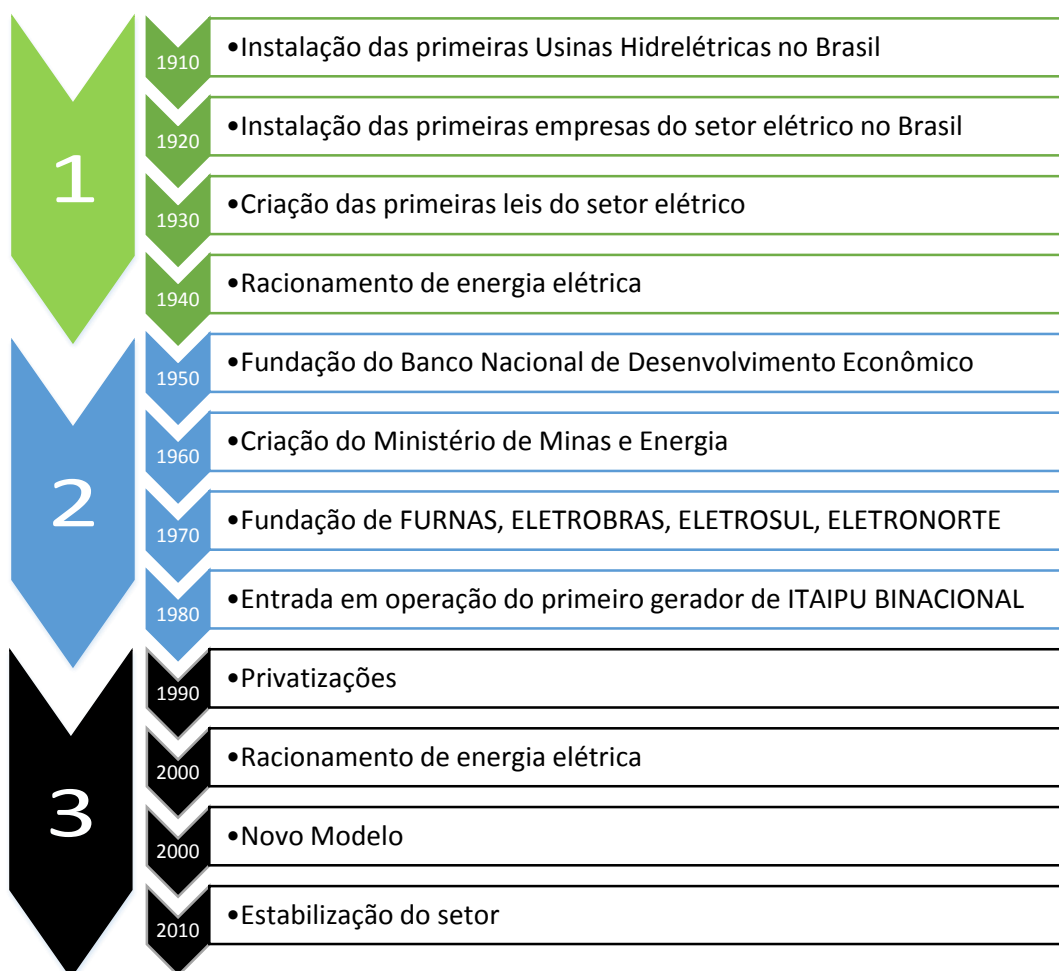 1
1910
•Instalação das primeiras Usinas Hidrelétricas no Brasil
1920
•Instalação das primeiras empresas do setor elétrico no Brasil
1930
•Criação das primeiras leis do setor elétrico
1940
•Racionamento de energia elétrica
2
1950
•Fundação do Banco Nacional de Desenvolvimento Econômico
1960
•Criação do Ministério de Minas e Energia
1970
•Fundação de FURNAS, ELETROBRAS, ELETROSUL, ELETRONORTE
1980
•Entrada em operação do primeiro gerador de ITAIPU BINACIONAL
3
1990
•Privatizações
2000
•Racionamento de energia elétrica
2000
•Novo Modelo
2010
•Estabilização do setor